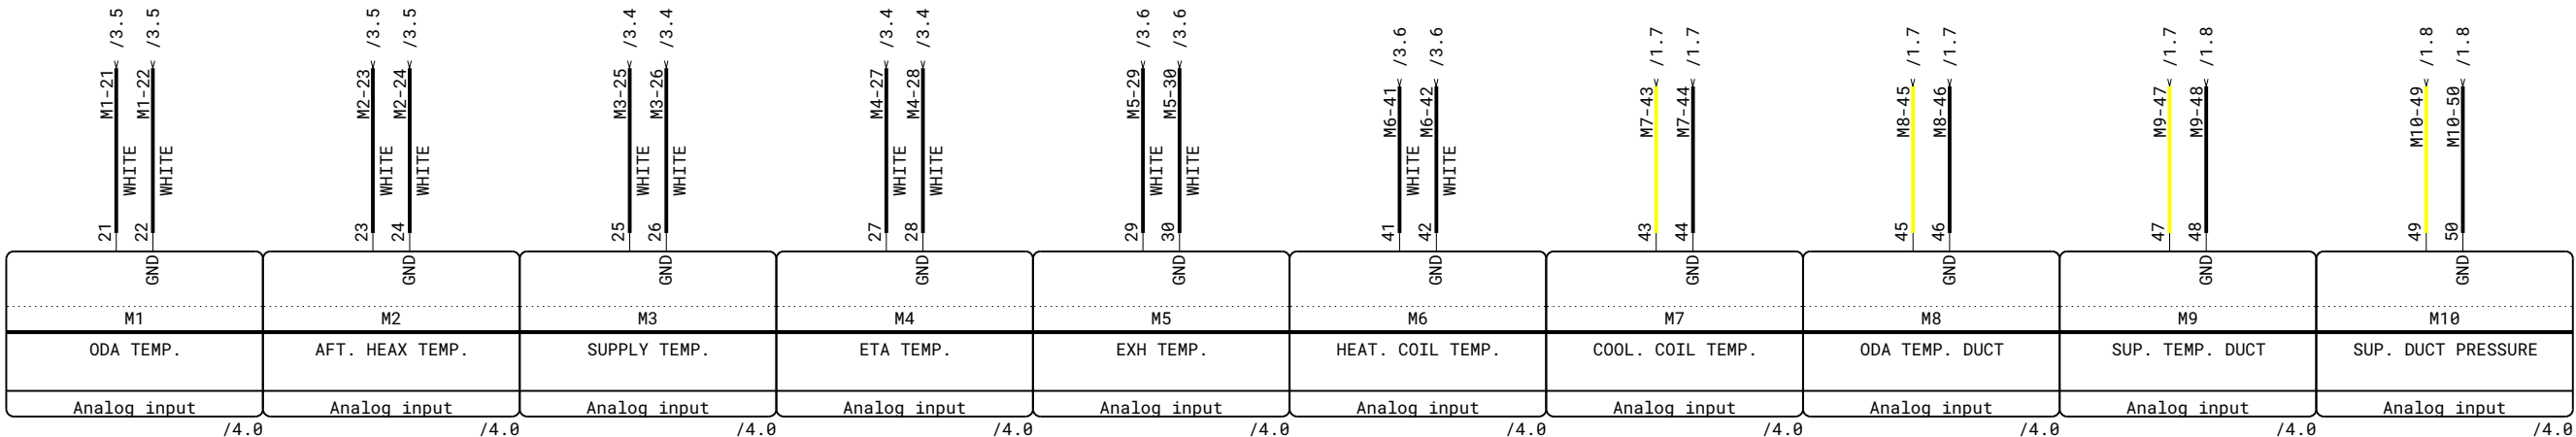 /3.5 /3.5 /3.5 /3.5 /3.4 /3.4 /3.4 /3.4 /3.6 /3.6 /3.6 /3.6 /1.7 /1.7 /1.7 /1.7 /1.7 /1.8 /1.8 /1.8
M1-21 M1-22 M2-23 M2-24 M3-25 M3-26 M4-27 M4-28 M5-29 M5-30 M6-41 M6-42 M7-43 M7-44 M8-45 M8-46 M9-47 M9-48 M10-49 M10-50
WHITE WHITE WHITE WHITE WHITE WHITE WHITE WHITE WHITE WHITE WHITE WHITE
21 22 23 24 25 26 27 28 29 30 41 42 43 44 45 46 47 48 49 50
GND GND GND GND GND GND GND GND GND GND
M1 M2 M3 M4 M5 M6 M7 M8 M9 M10
ODA TEMP. AFT. HEAX TEMP. SUPPLY TEMP. ETA TEMP. EXH TEMP. HEAT. COIL TEMP. COOL. COIL TEMP. ODA TEMP. DUCT SUP. TEMP. DUCT SUP. DUCT PRESSURE
Analog input Analog input Analog input Analog input Analog input Analog input Analog input Analog input Analog input Analog input
/4.0 /4.0 /4.0 /4.0 /4.0 /4.0 /4.0 /4.0 /4.0 /4.0